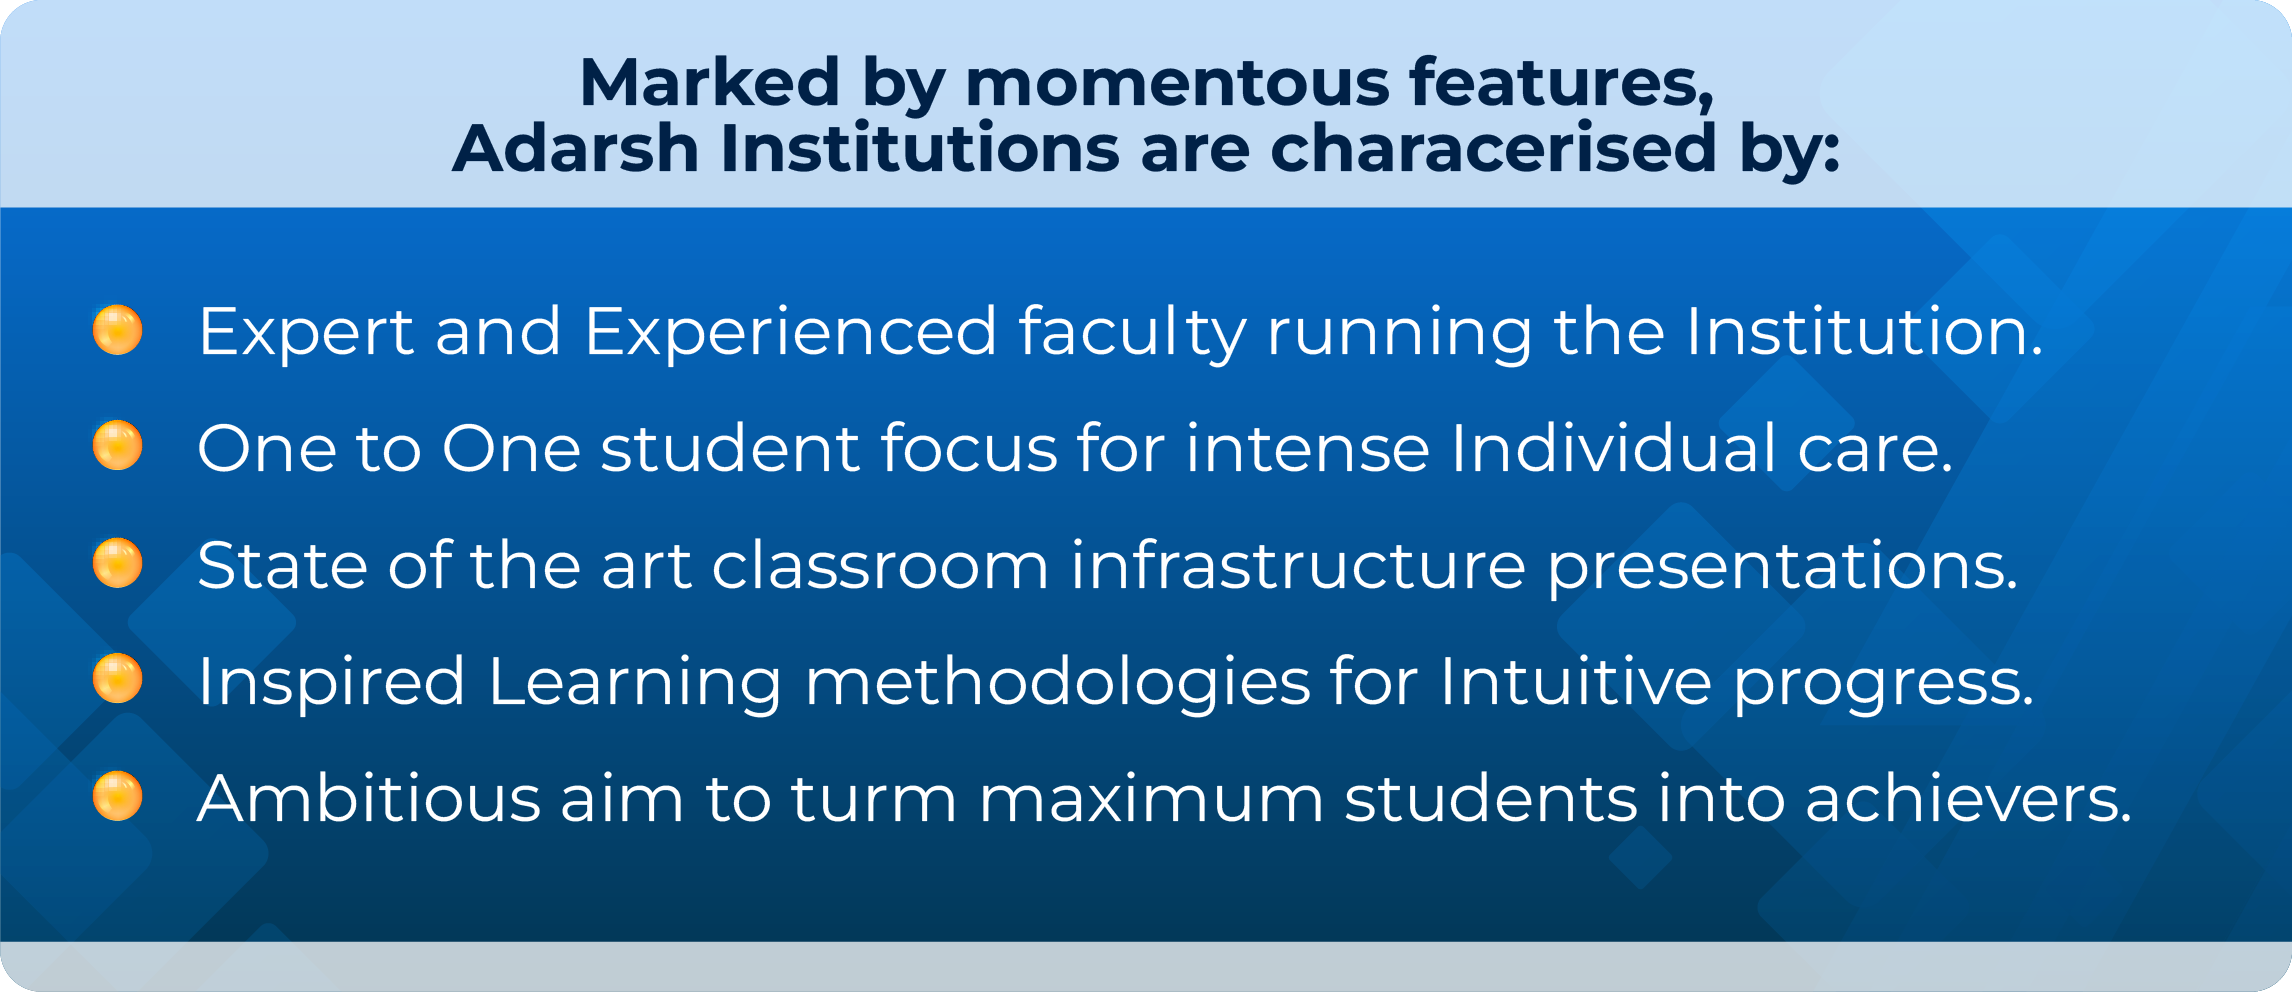 Marked by momentous features,
Adarsh Institutions are characerised by:
Expert and Experienced faculty running the Institution.
One to One student focus for intense Individual care.
State of the art classroom infrastructure presentations.
Inspired Learning methodologies for Intuitive progress.
Ambitious aim to turm maximum students into achievers.